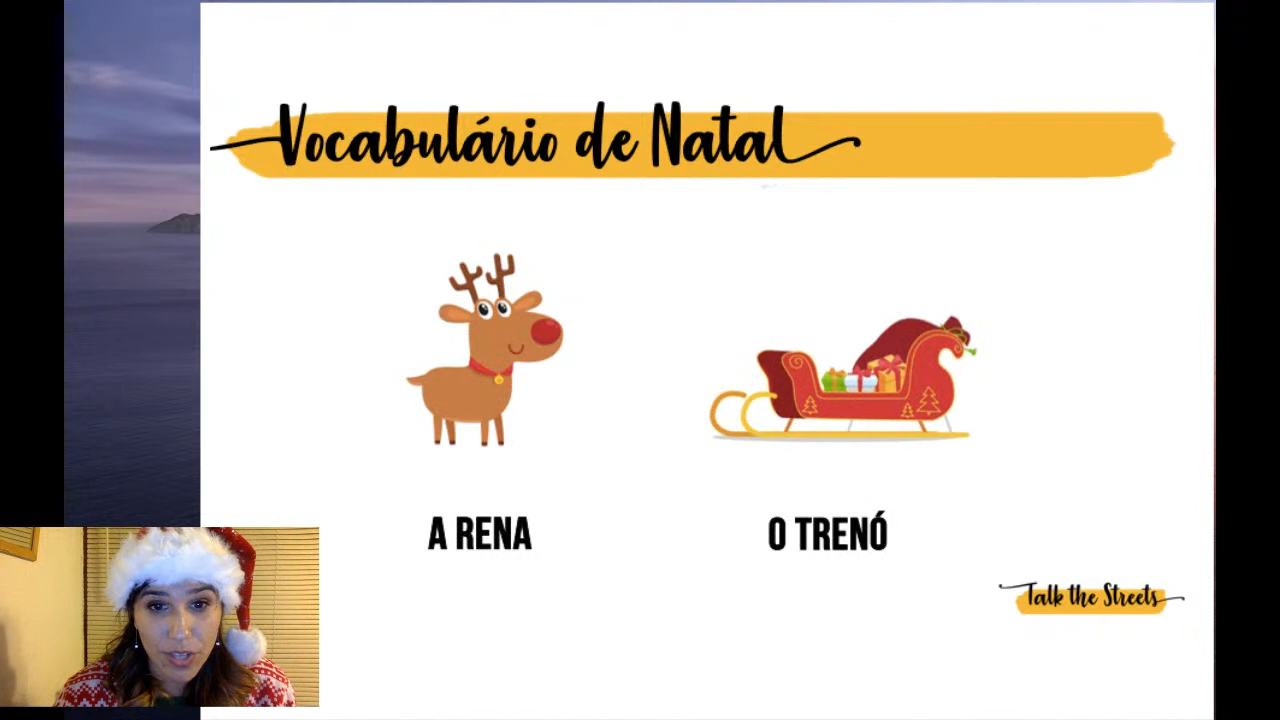 Vocabulário de Natal
A RENA
O TRENÓ
Talk the Streets